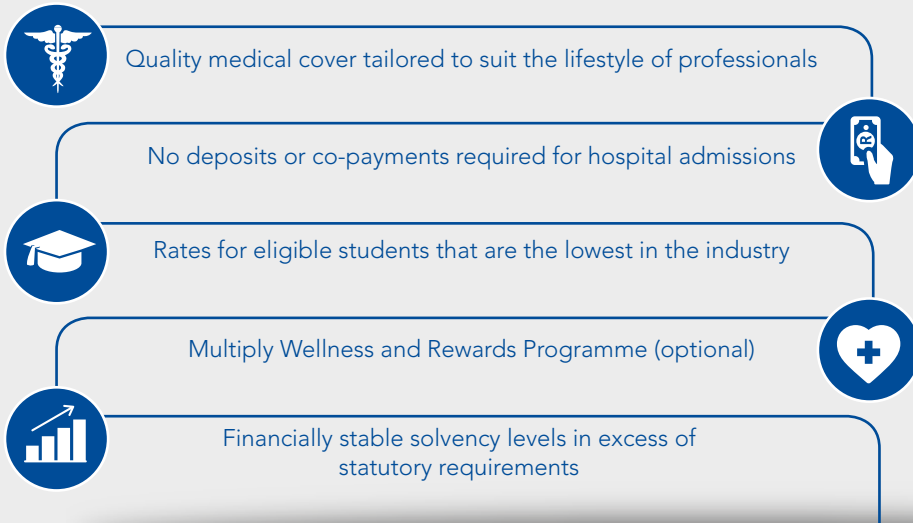 Quality medical cover tailored to suit the lifestyle of professionals
No deposits or co-payments required for hospital admissions
R
Rates for eligible students that are the lowest in the industry
Multiply Wellness and Rewards Programme (optional)
Financially stable solvency levels in excess of
statutory requirements